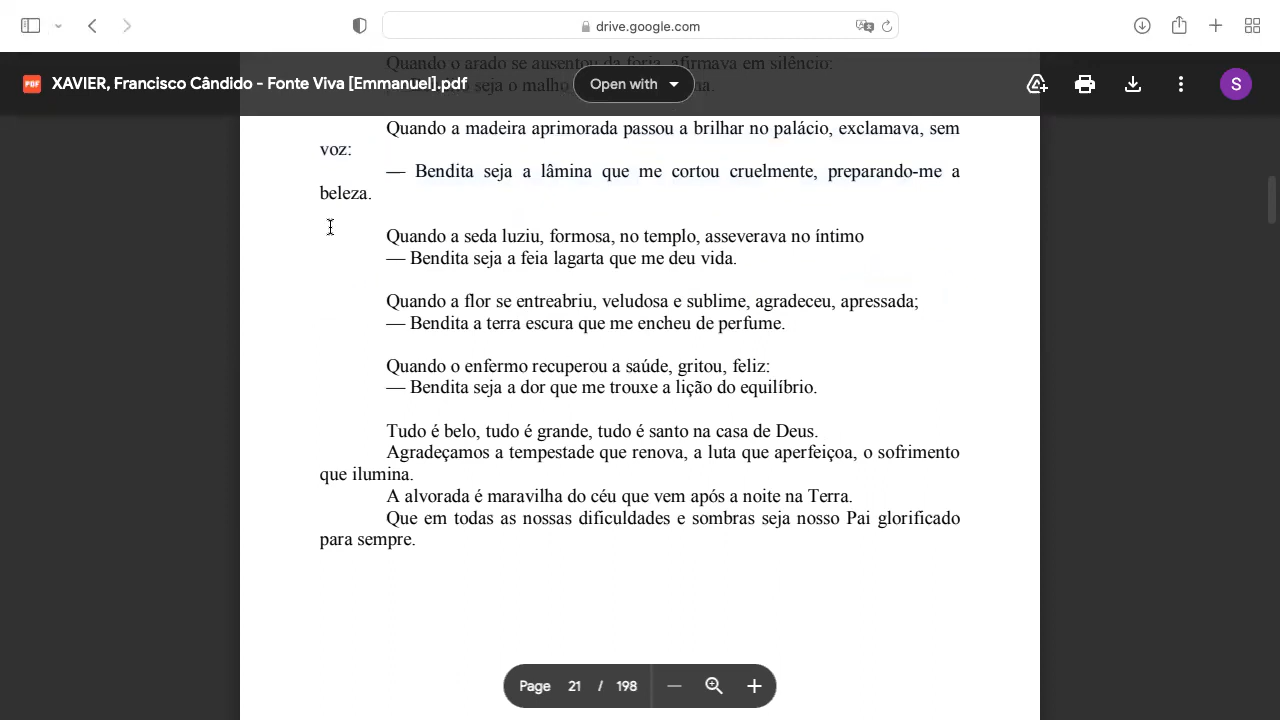 drive.google.com
Quando o arado se ausentou da foria, afirmava em silêncio:
XAVIER, Francisco Cândido - Fonte Viva [Emmanuel].pdf
Open with
S
seja o malho
Quando a madeira aprimorada passou a brilhar no palácio, exclamava, sem
voz:
— Bendita seja a lâmina que me cortou cruelmente, preparando-me a
beleza.
Quando a seda luziu, formosa, no templo, asseverava no íntimo
— Bendita seja a feia lagarta que me deu vida.
Quando a flor se entreabriu, veludosa e sublime, agradeceu, apressada;
— Bendita a terra escura que me encheu de perfume.
Quando o enfermo recuperou a saúde, gritou, feliz:
— Bendita seja a dor que me trouxe a lição do equilíbrio.
Tudo é belo, tudo é grande, tudo é santo na casa de Deus.
Agradeçamos a tempestade que renova, a luta que aperfeiçoa, o sofrimento
que ilumina.
A alvorada é maravilha do céu que vem após a noite na Terra.
Que em todas as nossas dificuldades e sombras seja nosso Pai glorificado
para sempre.
Page 21 / 198